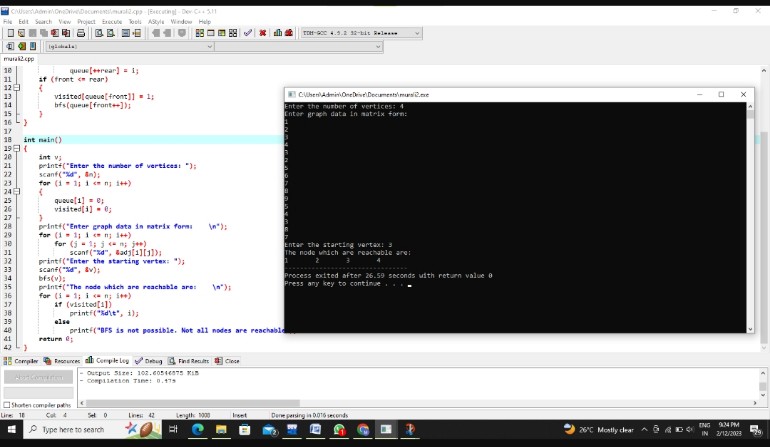 C:\Users\Admin\OneDrive\Documents\murali2.cpp - [Executing] - Dev-C++ 5.11
File Edit Search View Project Execute Tools AStyle Window Help
TDM-GCC 4.9.2 32-bit Release
(globals)
murali2.cpp
10 queue[++rear] = i;
11 if (front <= rear)
12 {
13 visited[queue[front]] = 1;
14 bfs(queue[front++]);
15 }
16 }
17
18 int main()
19 {
20 int v;
21 printf("Enter the number of vertices: ");
22 scanf("%d", &n);
23 for (i = 1; i <= n; i++)
24 {
25 queue[i] = 0;
26 visited[i] = 0;
27 }
28 printf("Enter graph data in matrix form: \n");
29 for (i = 1; i <= n; i++)
30 for (j = 1; j <= n; j++)
31 scanf("%d", &adj[i][j]);
32 printf("Enter the starting vertex: ");
33 scanf("%d", &v);
34 bfs(v);
35 printf("The node which are reachable are: \n");
36 for (i = 1; i <= n; i++)
37 if (visited[i])
38 printf("%d\t", i);
39 else
40 printf("BFS is not possible. Not all nodes are reachable
41 return 0;
42 }
C:\Users\Admin\OneDrive\Documents\murali2.exe
Enter the number of vertices: 4
Enter graph data in matrix form:
1
2
3
4
3
2
5
6
7
8
9
5
4
3
8
7
Enter the starting vertex: 3
The node which are reachable are:
1 2 3 4
--------------------------------
Process exited after 26.59 seconds with return value 0
Press any key to continue . . .
Compiler Resources Compile Log Debug Find Results Close
- Output Size: 102.60546875 KiB
- Compilation Time: 0.47s
Shorten compiler paths
Line: 18 Col: 4 Sel: 0 Lines: 42 Length: 1008 Insert Done parsing in 0.016 seconds
Type here to search
26°C Mostly clear
ENG
IN
9:24 PM
2/12/2023